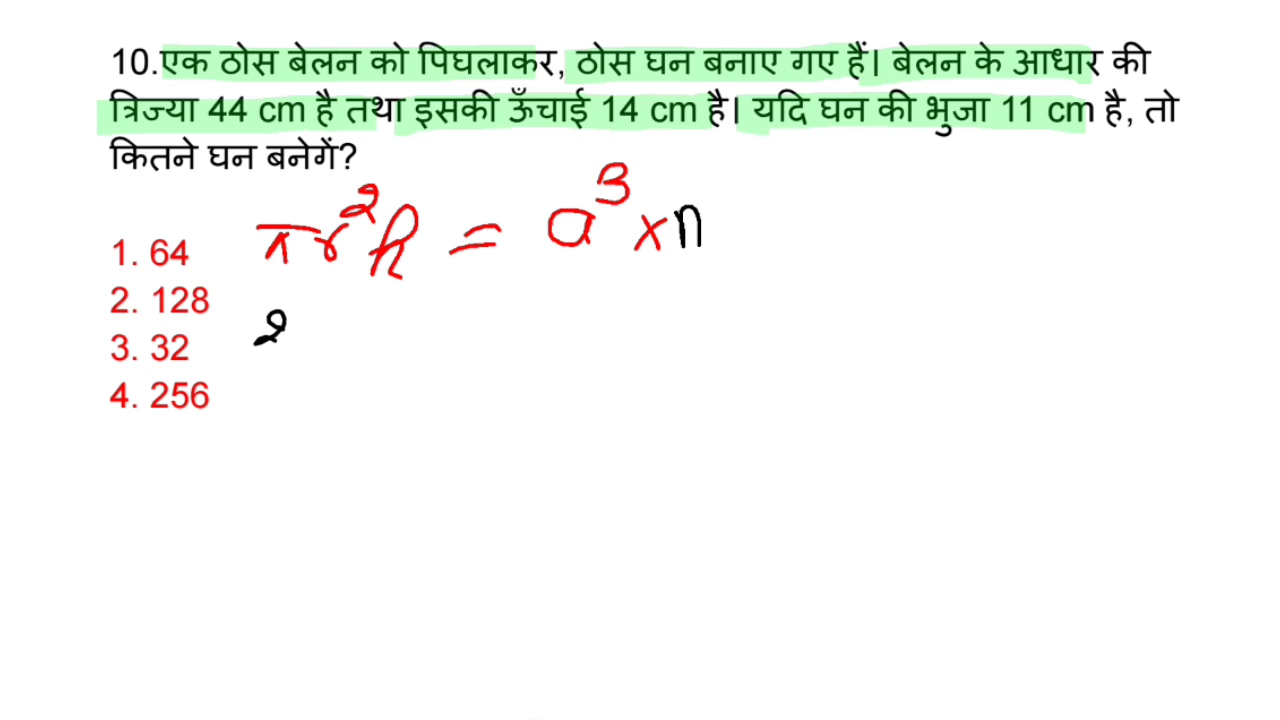 10.एक ठोस बेलन को पिघलाकर, ठोस घन बनाए गए हैं। बेलन के आधार की
त्रिज्या 44 cm है तथा इसकी ऊँचाई 14 cm है। यदि घन की भुजा 11 cm है, तो
कितने घन बनेगें?
πr²h = a³ × n
1. 64
2. 128
2
3. 32
4. 256